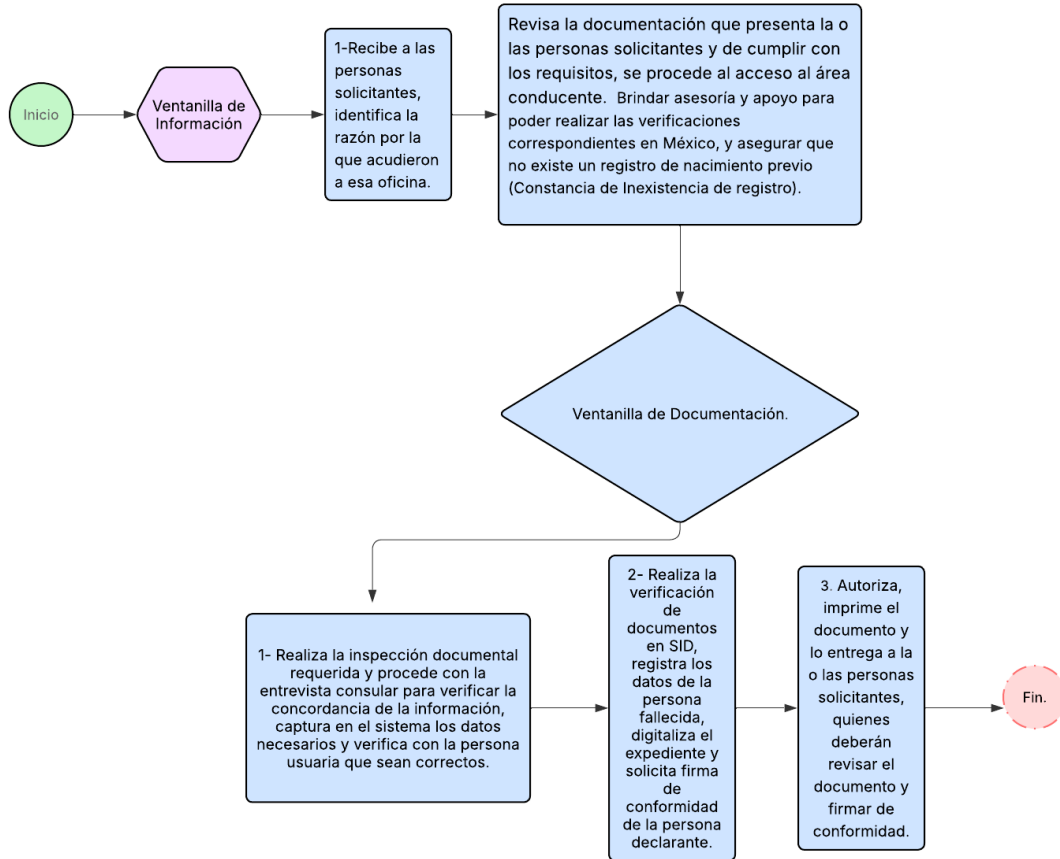 Inicio
Ventanilla de
Información
1-Recibe a las
personas
solicitantes,
identifica la
razón por la
que acudieron
a esa oficina.
Revisa la documentación que presenta la o
las personas solicitantes y de cumplir con
los requisitos, se procede al acceso al área
conducente.  Brindar asesoría y apoyo para
poder realizar las verificaciones
correspondientes en México, y asegurar que
no existe un registro de nacimiento previo
(Constancia de Inexistencia de registro).
Ventanilla de Documentación.
1- Realiza la inspección documental
requerida y procede con la
entrevista consular para verificar la
concordancia de la información,
captura en el sistema los datos
necesarios y verifica con la persona
usuaria que sean correctos.
2- Realiza la
verificación
de
documentos
en SID,
registra los
datos de la
persona
fallecida,
digitaliza el
expediente y
solicita firma
de
conformidad
de la persona
declarante.
3. Autoriza,
imprime el
documento y
lo entrega a la
o las personas
solicitantes,
quienes
deberán
revisar el
documento y
firmar de
conformidad.
Fin.